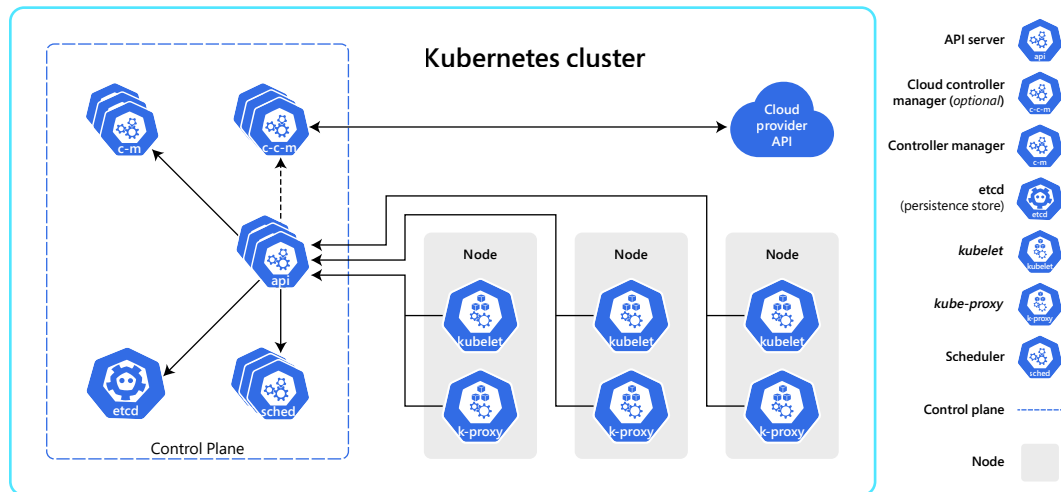 Kubernetes cluster
c-m
c-c-m
Cloud
provider
API
api
etcd
sched
Control Plane
Node
kubelet
k-proxy
Node
kubelet
k-proxy
Node
kubelet
k-proxy
API server
api
Cloud controller
manager (optional)
c-c-m
Controller manager
c-m
etcd
(persistence store)
etcd
kubelet
kubelet
kube-proxy
k-proxy
Scheduler
sched
Control plane
Node